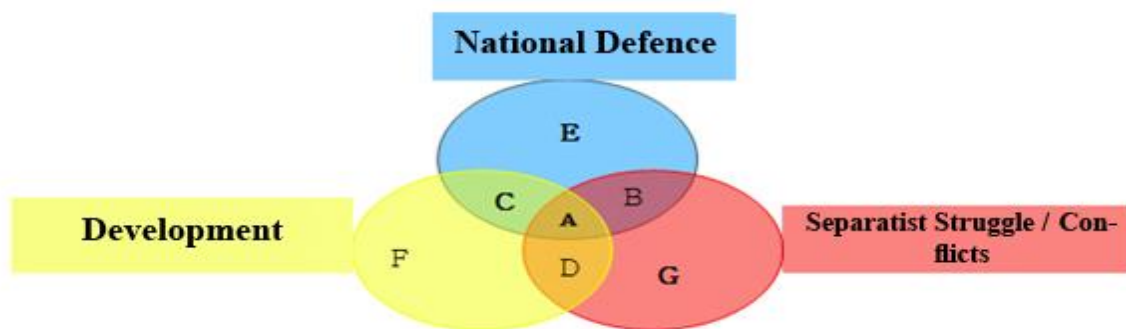 National Defence
E
C
A
B
Development
F
D
G
Separatist Struggle / Con-
flicts